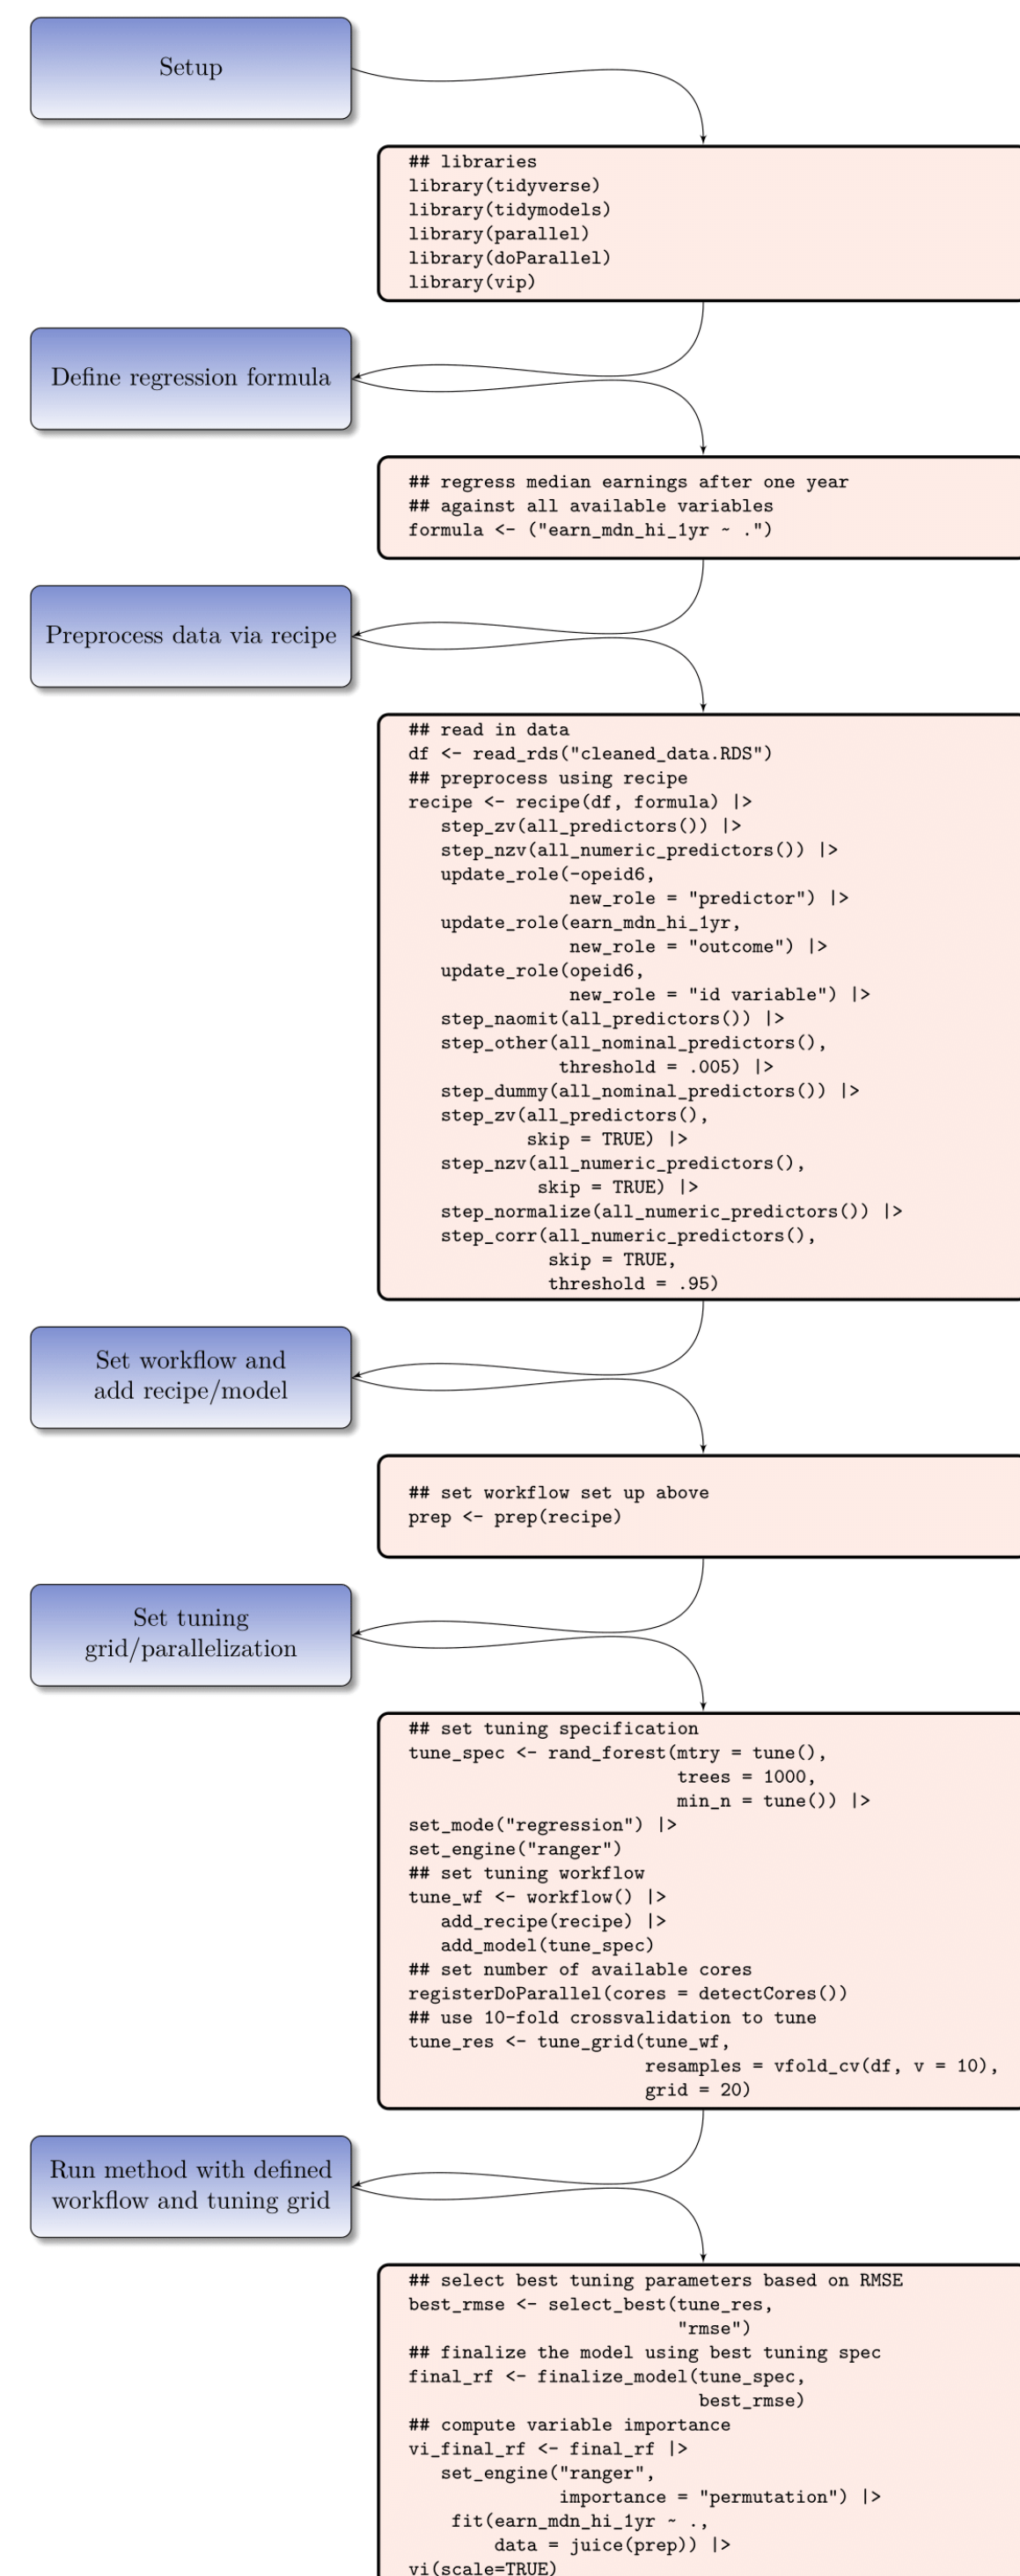 Setup
## libraries
library(tidyverse)
library(tidymodels)
library(parallel)
library(doParallel)
library(vip)
Define regression formula
## regress median earnings after one year
## against all available variables
formula <- ("earn_mdn_hi_1yr ~ .")
Preprocess data via recipe
## read in data
df <- read_rds("cleaned_data.RDS")
## preprocess using recipe
recipe <- recipe(df, formula) |>
   step_zv(all_predictors()) |>
   step_nzv(all_numeric_predictors()) |>
   update_role(-opeid6,
               new_role = "predictor") |>
   update_role(earn_mdn_hi_1yr,
               new_role = "outcome") |>
   update_role(opeid6,
               new_role = "id variable") |>
   step_naomit(all_predictors()) |>
   step_other(all_nominal_predictors(),
              threshold = .005) |>
   step_dummy(all_nominal_predictors()) |>
   step_zv(all_predictors(),
           skip = TRUE) |>
   step_nzv(all_numeric_predictors(),
            skip = TRUE) |>
   step_normalize(all_numeric_predictors()) |>
   step_corr(all_numeric_predictors(),
             skip = TRUE,
             threshold = .95)
Set workflow and
add recipe/model
## set workflow set up above
prep <- prep(recipe)
Set tuning
grid/parallelization
## set tuning specification
tune_spec <- rand_forest(mtry = tune(),
                         trees = 1000,
                         min_n = tune()) |>
set_mode("regression") |>
set_engine("ranger")
## set tuning workflow
tune_wf <- workflow() |>
   add_recipe(recipe) |>
   add_model(tune_spec)
## set number of available cores
registerDoParallel(cores = detectCores())
## use 10-fold crossvalidation to tune
tune_res <- tune_grid(tune_wf,
                      resamples = vfold_cv(df, v = 10),
                      grid = 20)
Run method with defined
workflow and tuning grid
## select best tuning parameters based on RMSE
best_rmse <- select_best(tune_res,
                         "rmse")
## finalize the model using best tuning spec
final_rf <- finalize_model(tune_spec,
                           best_rmse)
## compute variable importance
vi_final_rf <- final_rf |>
   set_engine("ranger",
              importance = "permutation") |>
    fit(earn_mdn_hi_1yr ~ .,
        data = juice(prep)) |>
vi(scale=TRUE)